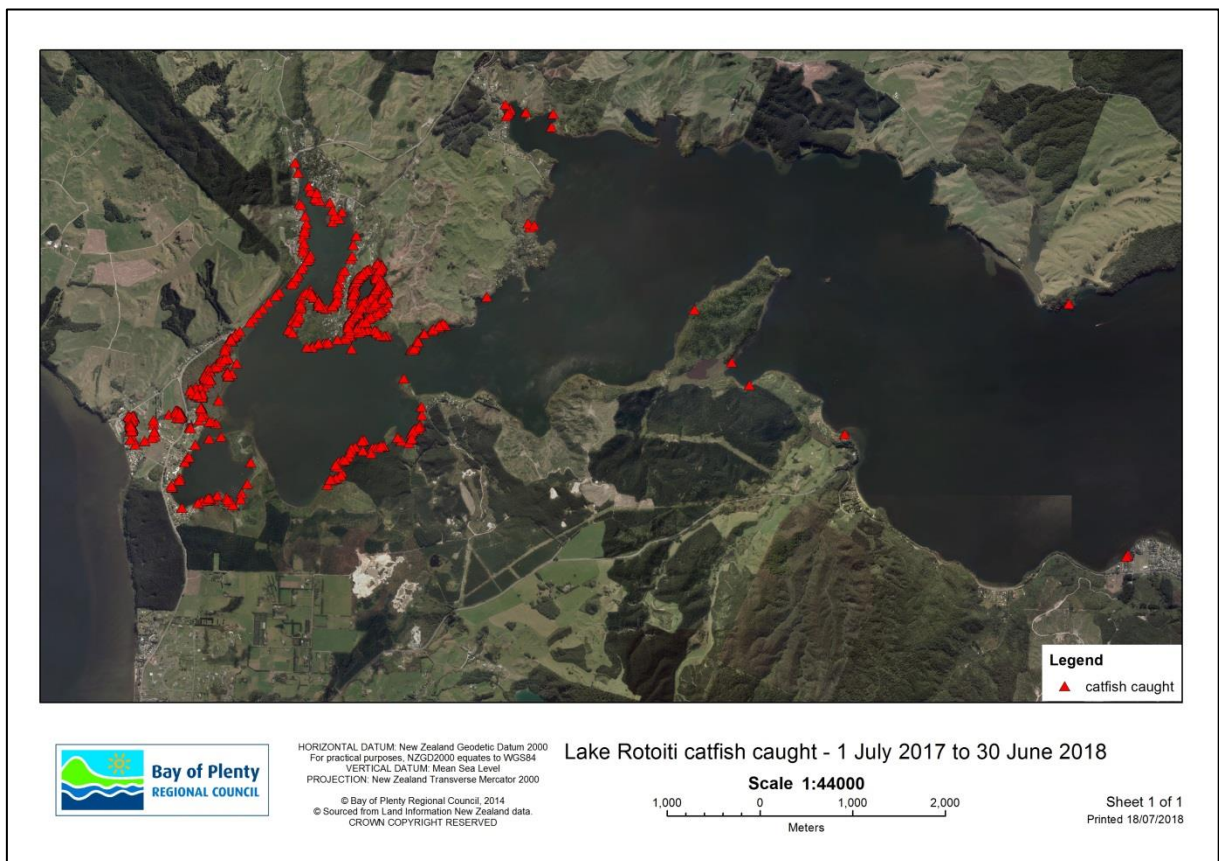 Legend
catfish caught
Bay of Plenty
REGIONAL COUNCIL
HORIZONTAL DATUM: New Zealand Geodetic Datum 2000
For practical purposes, NZGD2000 equates to WGS84
VERTICAL DATUM: Mean Sea Level
PROJECTION: New Zealand Transverse Mercator 2000
© Bay of Plenty Regional Council, 2014
© Sourced from Land Information New Zealand data.
CROWN COPYRIGHT RESERVED
Lake Rotoiti catfish caught - 1 July 2017 to 30 June 2018
Scale 1:44000
1,000 0 1,000 2,000
Meters
Sheet 1 of 1
Printed 18/07/2018